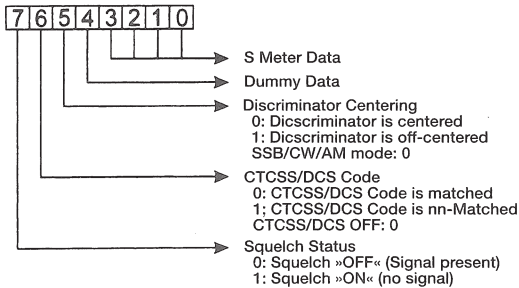 7 6 5 4 3 2 1 0
S Meter Data
Dummy Data
Discriminator Centering
0: Dicscriminator is centered
1: Dicscriminator is off-centered
SSB/CW/AM mode: 0
CTCSS/DCS Code
0: CTCSS/DCS Code is matched
1; CTCSS/DCS Code is nn-Matched
CTCSS/DCS OFF: 0
Squelch Status
0: Squelch »OFF« (Signal present)
1: Squelch »ON« (no signal)